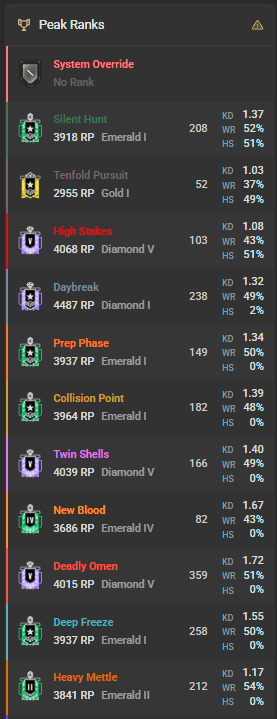 Peak Ranks
System Override
No Rank
Silent Hunt
3918 RP Emerald I
208
KD 1.37
WR 52%
HS 51%
Tenfold Pursuit
2955 RP Gold I
52
KD 1.03
WR 37%
HS 49%
High Stakes
4068 RP Diamond V
103
KD 1.08
WR 43%
HS 51%
Daybreak
4487 RP Diamond I
238
KD 1.32
WR 49%
HS 2%
Prep Phase
3937 RP Emerald I
149
KD 1.34
WR 50%
HS 0%
Collision Point
3964 RP Emerald I
182
KD 1.39
WR 48%
HS 0%
Twin Shells
4039 RP Diamond V
166
KD 1.40
WR 49%
HS 0%
New Blood
3686 RP Emerald IV
82
KD 1.67
WR 43%
HS 0%
Deadly Omen
4015 RP Diamond V
359
KD 1.72
WR 51%
HS 0%
Deep Freeze
3937 RP Emerald I
258
KD 1.55
WR 50%
HS 0%
Heavy Mettle
3841 RP Emerald II
212
KD 1.17
WR 54%
HS 0%